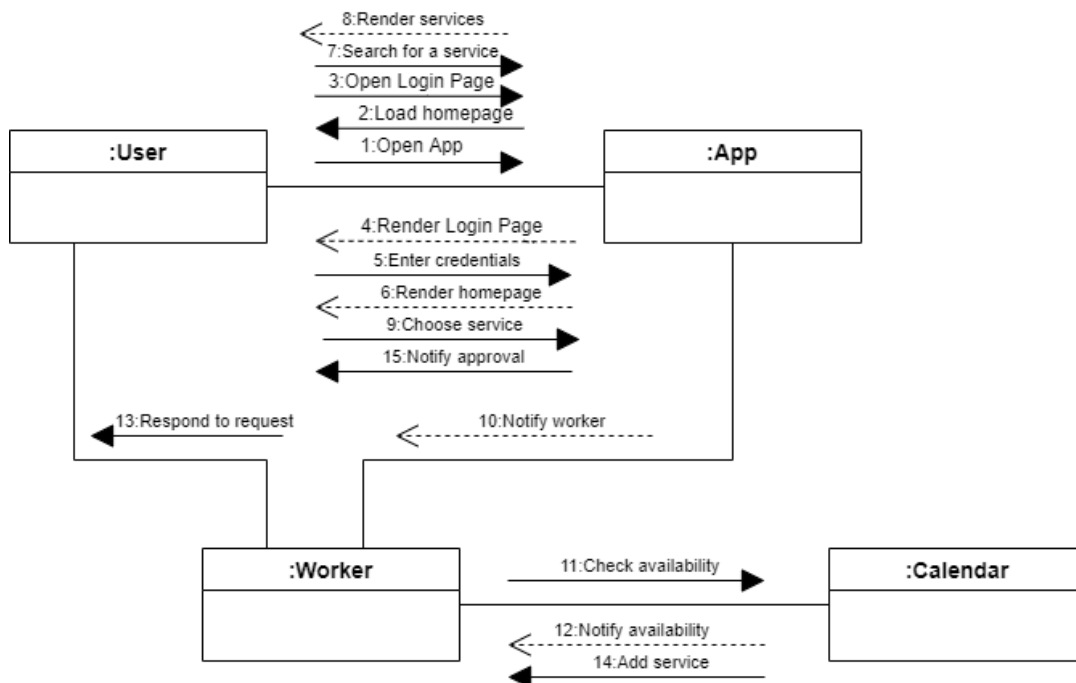 8:Render services
7:Search for a service
3:Open Login Page
2:Load homepage
:User
1:Open App
:App
4:Render Login Page
5:Enter credentials
6:Render homepage
9:Choose service
15:Notify approval
13:Respond to request
10:Notify worker
:Worker
11:Check availability
:Calendar
12:Notify availability
14:Add service